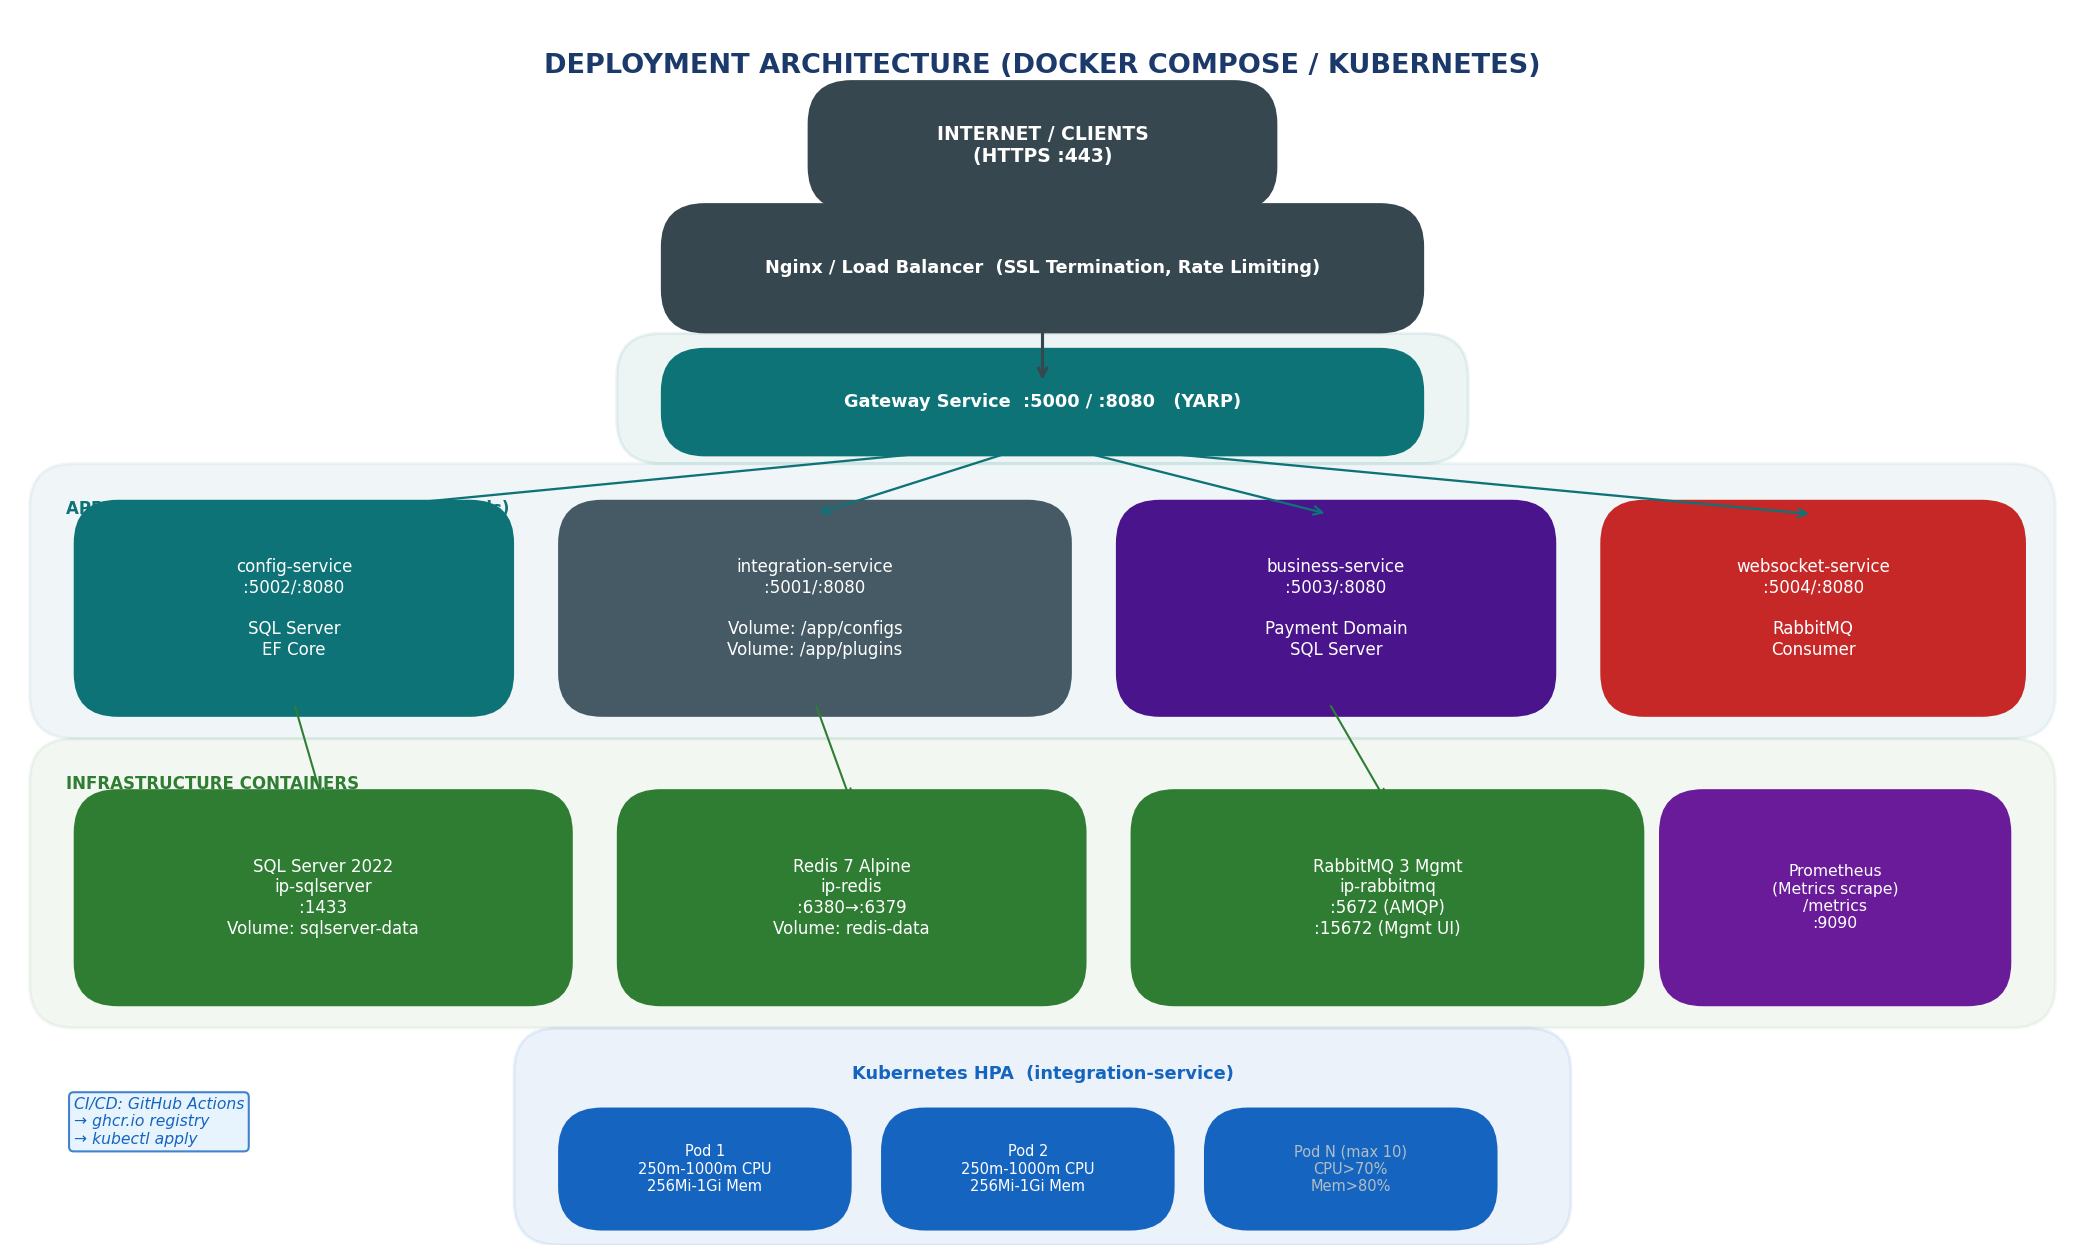 DEPLOYMENT ARCHITECTURE (DOCKER COMPOSE / KUBERNETES)
INTERNET / CLIENTS
(HTTPS :443)
Nginx / Load Balancer  (SSL Termination, Rate Limiting)
Gateway Service  :5000 / :8080   (YARP)
config-service
:5002/:8080
SQL Server
EF Core
integration-service
:5001/:8080
Volume: /app/configs
Volume: /app/plugins
business-service
:5003/:8080
Payment Domain
SQL Server
websocket-service
:5004/:8080
RabbitMQ
Consumer
INFRASTRUCTURE CONTAINERS
SQL Server 2022
ip-sqlserver
:1433
Volume: sqlserver-data
Redis 7 Alpine
ip-redis
:6380→:6379
Volume: redis-data
RabbitMQ 3 Mgmt
ip-rabbitmq
:5672 (AMQP)
:15672 (Mgmt UI)
Prometheus
(Metrics scrape)
/metrics
:9090
Kubernetes HPA  (integration-service)
CI/CD: GitHub Actions
→ ghcr.io registry
→ kubectl apply
Pod 1
250m-1000m CPU
256Mi-1Gi Mem
Pod 2
250m-1000m CPU
256Mi-1Gi Mem
Pod N (max 10)
CPU>70%
Mem>80%